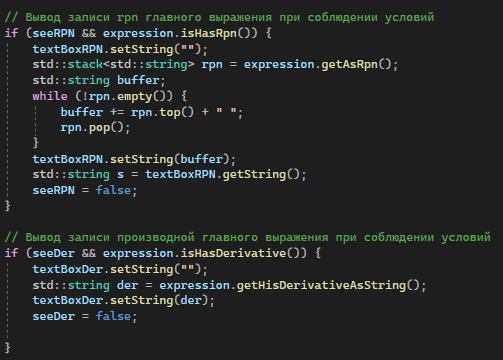 // Вывод записи rpn главного выражения при соблюдении условий
if (seeRPN && expression.isHasRpn()) {
    textBoxRPN.setString("");
    std::stack<std::string> rpn = expression.getAsRpn();
    std::string buffer;
    while (!rpn.empty()) {
        buffer += rpn.top() + " ";
        rpn.pop();
    }
    textBoxRPN.setString(buffer);
    std::string s = textBoxRPN.getString();
    seeRPN = false;
}
// Вывод записи производной главного выражения при соблюдении условий
if (seeDer && expression.isHasDerivative()) {
    textBoxDer.setString("");
    std::string der = expression.getHisDerivativeAsString();
    textBoxDer.setString(der);
    seeDer = false;
}